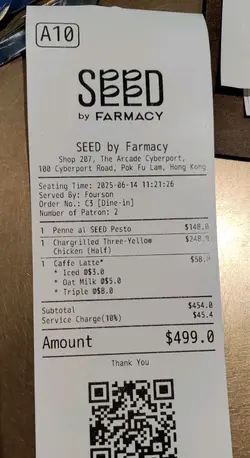 A10
SEED
by FARMACY
SEED by Farmacy
Shop 207, The Arcade Cyberport,
100 Cyberport Road, Pok Fu Lam, Hong Kong
Seating Time: 2025-06-14 11:21:26
Served By: Fourson
Order No.: C3 [Dine-in]
Number of Patron: 2
1 Penne al SEED Pesto $148.0
1 Chargrilled Three-Yellow $248.0
Chicken (Half)
1 Caffe Latte* $58.0
* Iced @$3.0
* Oat Milk @$5.0
* Triple @$8.0
Subtotal $454.0
Service Charge(10%) $45.4
Amount $499.0
Thank You